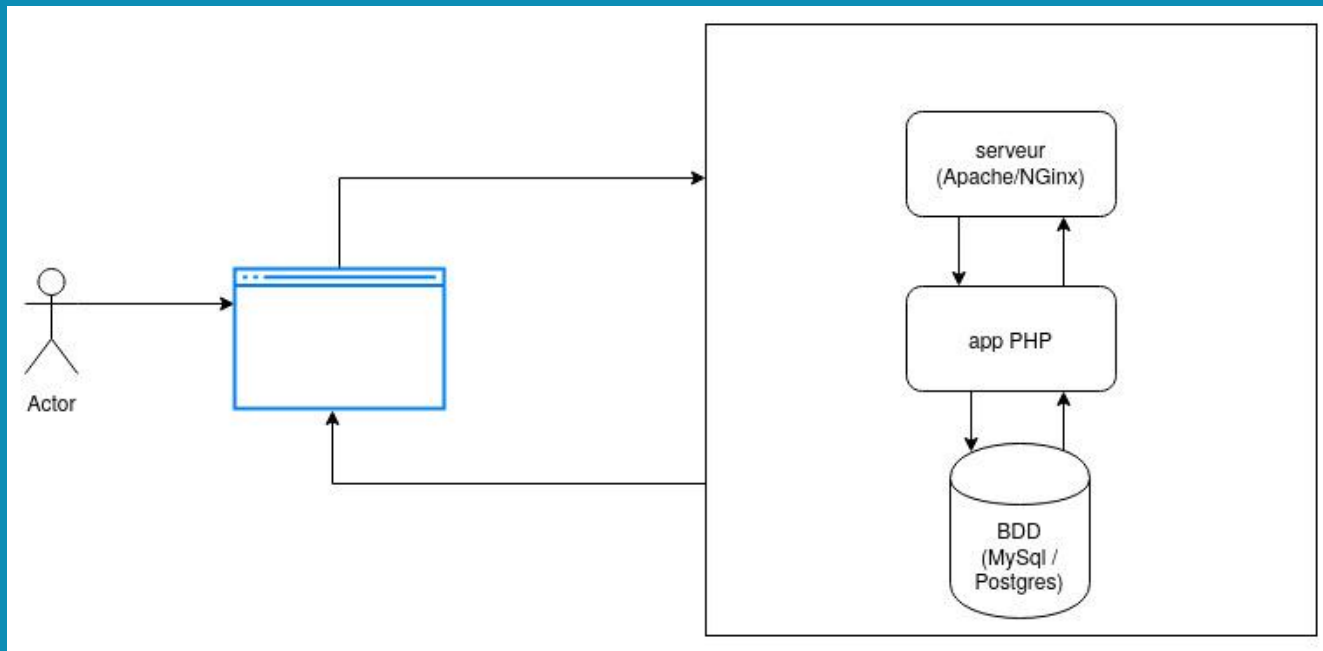 serveur
(Apache/NGinx)
app PHP
Actor
BDD
(MySql /
Postgres)